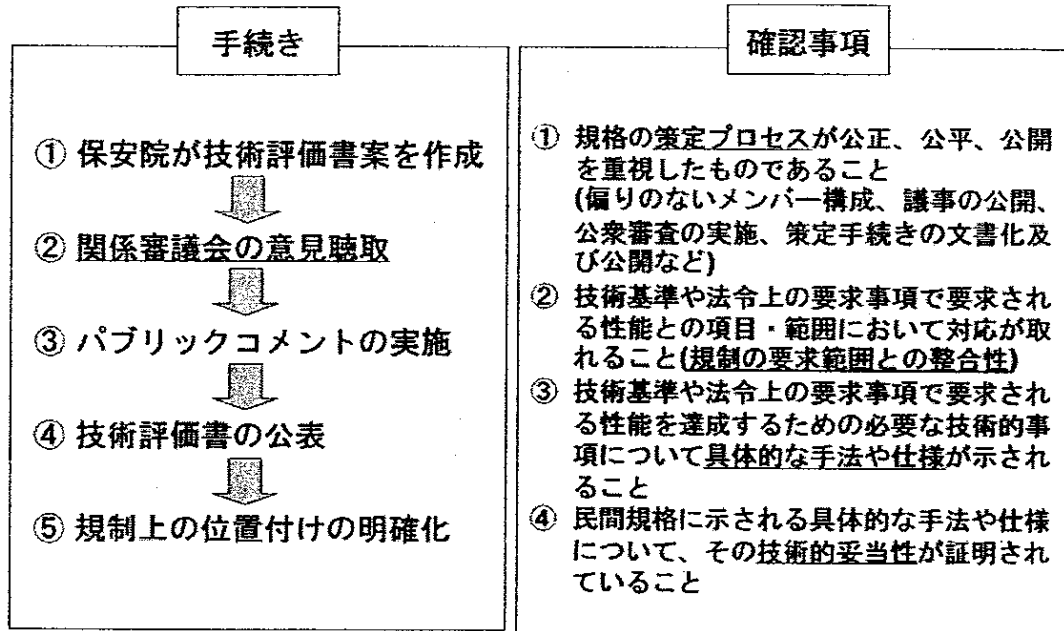 手続き
① 保安院が技術評価書案を作成
② 関係審議会の意見聴取
③ パブリックコメントの実施
④ 技術評価書の公表
⑤ 規制上の位置付けの明確化
確認事項
① 規格の策定プロセスが公正、公平、公開
を重視したものであること
(偏りのないメンバー構成、議事の公開、
公衆審査の実施、策定手続きの文書化及
び公開など)
② 技術基準や法令上の要求事項で要求され
る性能との項目・範囲において対応が取
れること(規制の要求範囲との整合性)
③ 技術基準や法令上の要求事項で要求され
る性能を達成するための必要な技術的事
項について具体的な手法や仕様が示され
ること
④ 民間規格に示される具体的な手法や仕様
について、その技術的妥当性が証明され
ていること